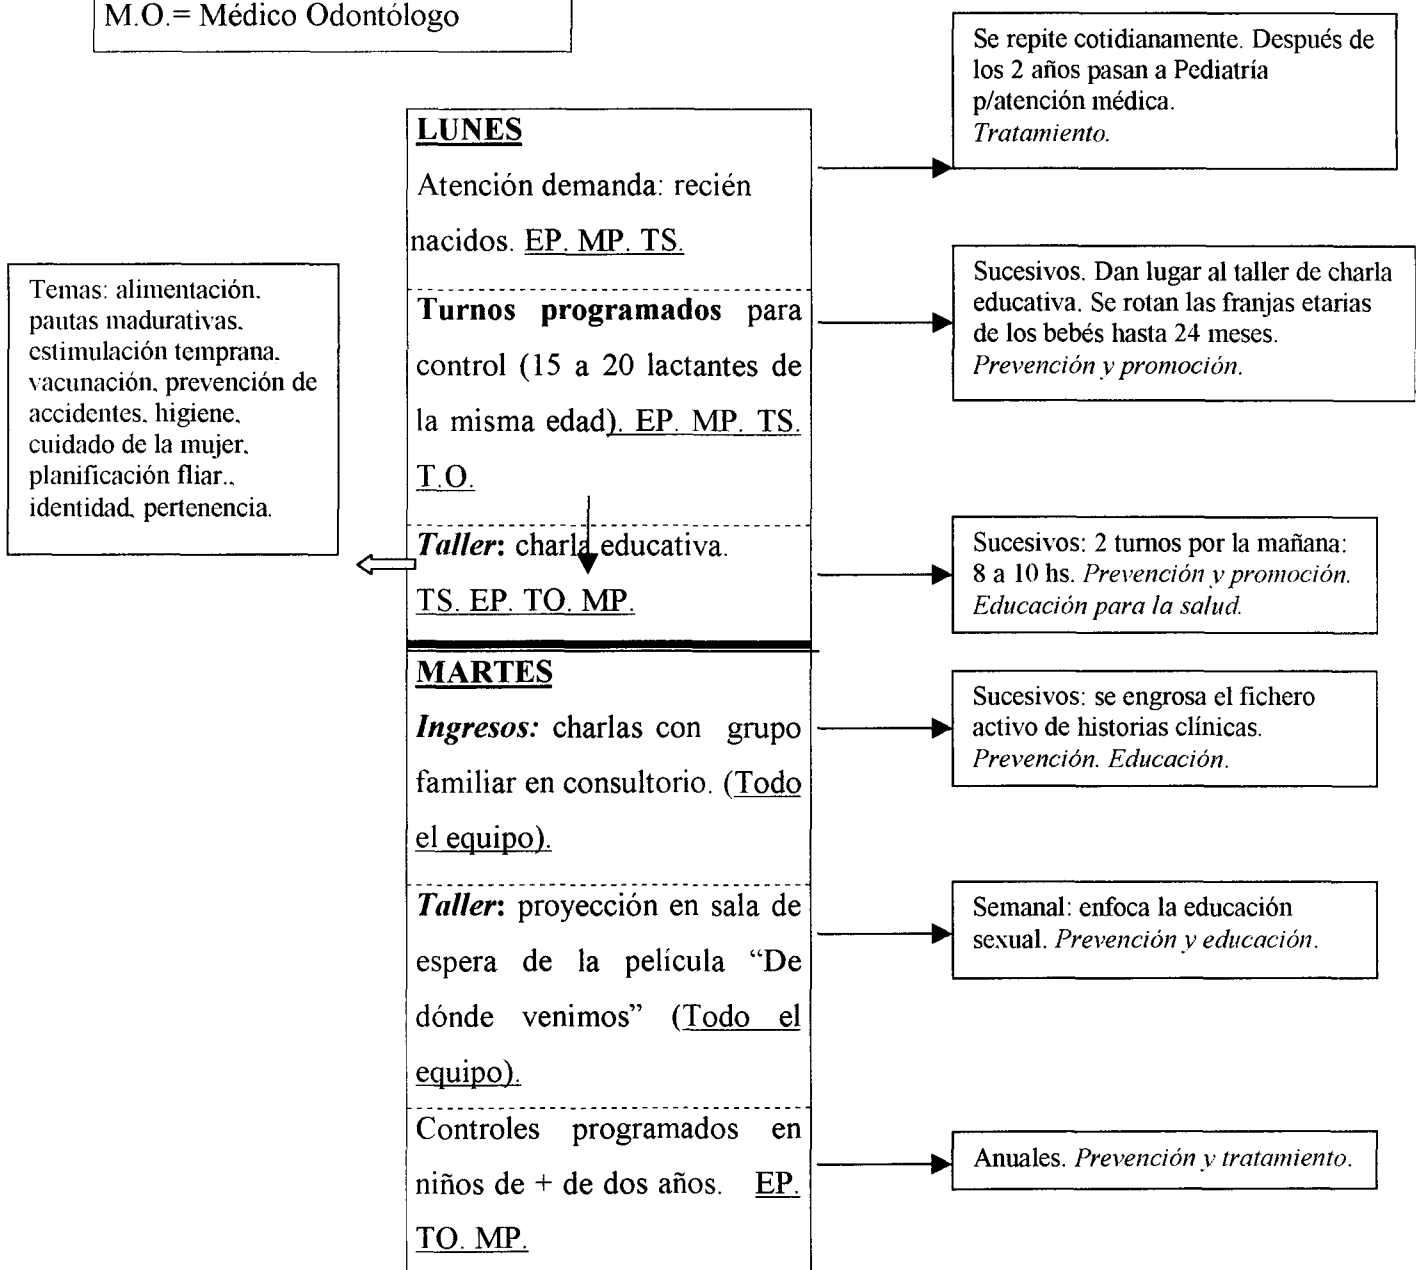 M.O.= Médico Odontólogo
Se repite cotidianamente. Después de
los 2 años pasan a Pediatría
p/atención médica.
Tratamiento.
LUNES
Atención demanda: recién
nacidos. EP. MP. TS.
Turnos programados para
control (15 a 20 lactantes de
la misma edad). EP. MP. TS.
T.O.
Sucesivos. Dan lugar al taller de charla
educativa. Se rotan las franjas etarias
de los bebés hasta 24 meses.
Prevención y promoción.
Temas: alimentación.
pautas madurativas.
estimulación temprana.
vacunación, prevención de
accidentes, higiene,
cuidado de la mujer.
planificación fliar..
identidad, pertenencia.
Taller: charla educativa.
TS. EP. TO. MP.
Sucesivos: 2 turnos por la mañana:
8 a 10 hs. Prevención y promoción.
Educación para la salud.
MARTES
Ingresos: charlas con grupo
familiar en consultorio. (Todo
el equipo).
Sucesivos: se engrosa el fichero
activo de historias clínicas.
Prevención. Educación.
Taller: proyección en sala de
espera de la película “De
dónde venimos” (Todo el
equipo).
Semanal: enfoca la educación
sexual. Prevención y educación.
Controles programados en
niños de + de dos años. EP.
TO. MP.
Anuales. Prevención y tratamiento.